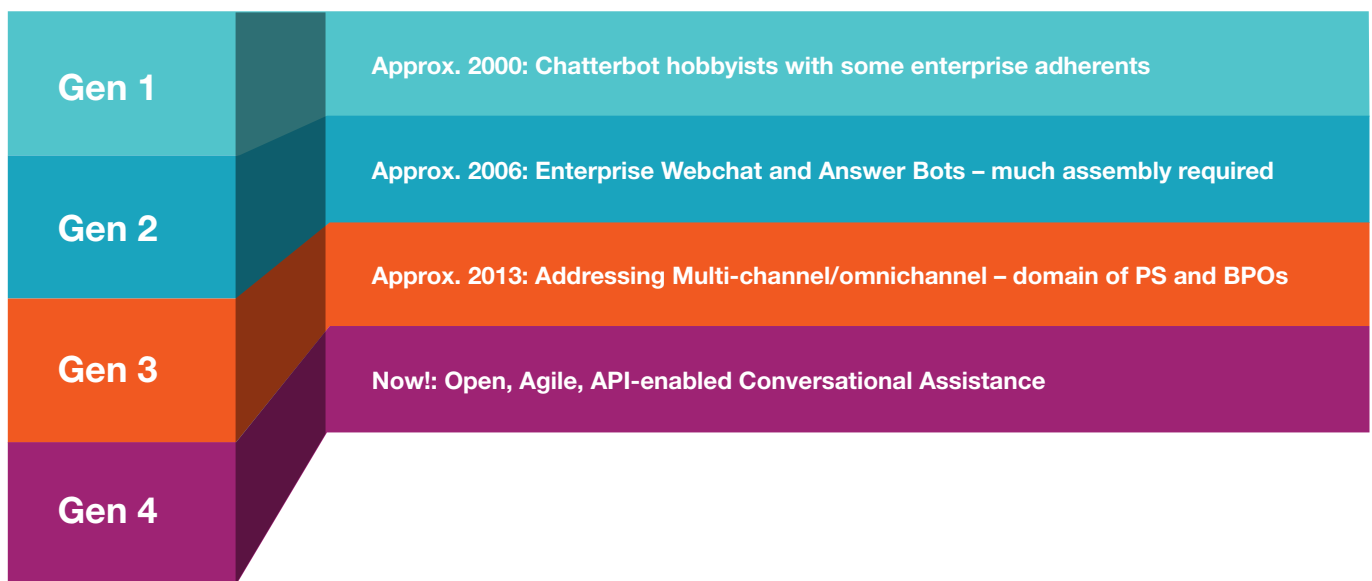 Gen 1
Approx. 2000: Chatterbot hobbyists with some enterprise adherents
Gen 2
Approx. 2006: Enterprise Webchat and Answer Bots – much assembly required
Gen 3
Approx. 2013: Addressing Multi-channel/omnichannel – domain of PS and BPOs
Gen 4
Now!: Open, Agile, API-enabled Conversational Assistance